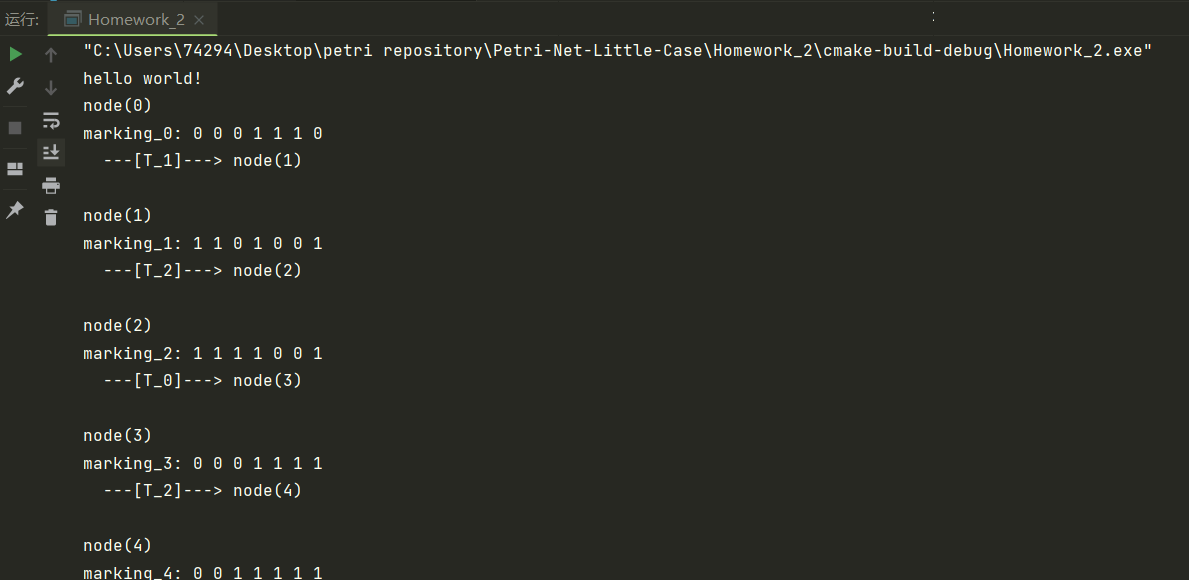 运行: Homework_2
"C:\Users\74294\Desktop\petri repository\Petri-Net-Little-Case\Homework_2\cmake-build-debug\Homework_2.exe"
hello world!
node(0)
marking_0: 0 0 0 1 1 1 0
---[T_1]---> node(1)
node(1)
marking_1: 1 1 0 1 0 0 1
---[T_2]---> node(2)
node(2)
marking_2: 1 1 1 1 0 0 1
---[T_0]---> node(3)
node(3)
marking_3: 0 0 0 1 1 1 1
---[T_2]---> node(4)
node(4)
marking_4: 0 0 1 1 1 1 1